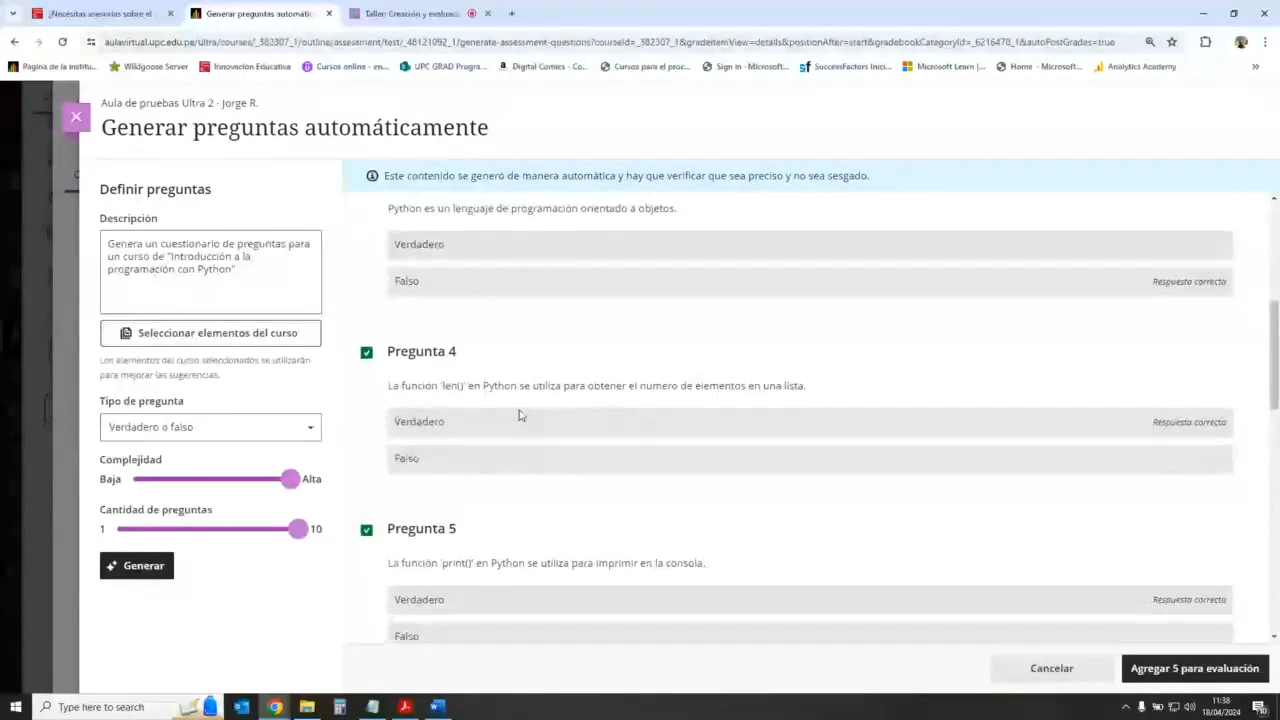 ¿Necesitas asesorías sobre el
Generar preguntas automátic
Taller: Creación y evaluac
aulavirtual.upc.edu.pe/ultra/courses/_382307_1/outline/assessment/test/_48121092_1/generate-assessment-questions?courseId=_382307_1&gradeitemView=details&positionAfter=start&gradebookCategoryId=_6216478_1&autoPostGrades=true
Página de la Institu...
Wildgoose Server
Innovación Educativa
Cursos online - en...
UPC GRAD Progra...
Digital Comics - Co...
Cursos para el proc...
Sign in - Microsoft...
SuccessFactors Inici...
Microsoft Learn |...
Home - Microsoft...
Analytics Academy
Aula de pruebas Ultra 2 - Jorge R.
Generar preguntas automáticamente
Definir preguntas
Descripción
Genera un cuestionario de preguntas para
un curso de "Introducción a la
programación con Python"
Seleccionar elementos del curso
Los elementos del curso seleccionados se utilizarán
para mejorar las sugerencias.
Tipo de pregunta
Verdadero o falso
Complejidad
Baja
Alta
Cantidad de preguntas
1
10
Generar
Este contenido se generó de manera automática y hay que verificar que sea preciso y no sea sesgado.
Python es un lenguaje de programación orientado a objetos.
Verdadero
Falso
Respuesta correcta
Pregunta 4
La función 'len()' en Python se utiliza para obtener el numero de elementos en una lista.
Verdadero
Respuesta correcta
Falso
Pregunta 5
La función 'print()' en Python se utiliza para imprimir en la consola.
Verdadero
Respuesta correcta
Falso
Cancelar
Agregar 5 para evaluación
Type here to search
11:38
18/04/2024